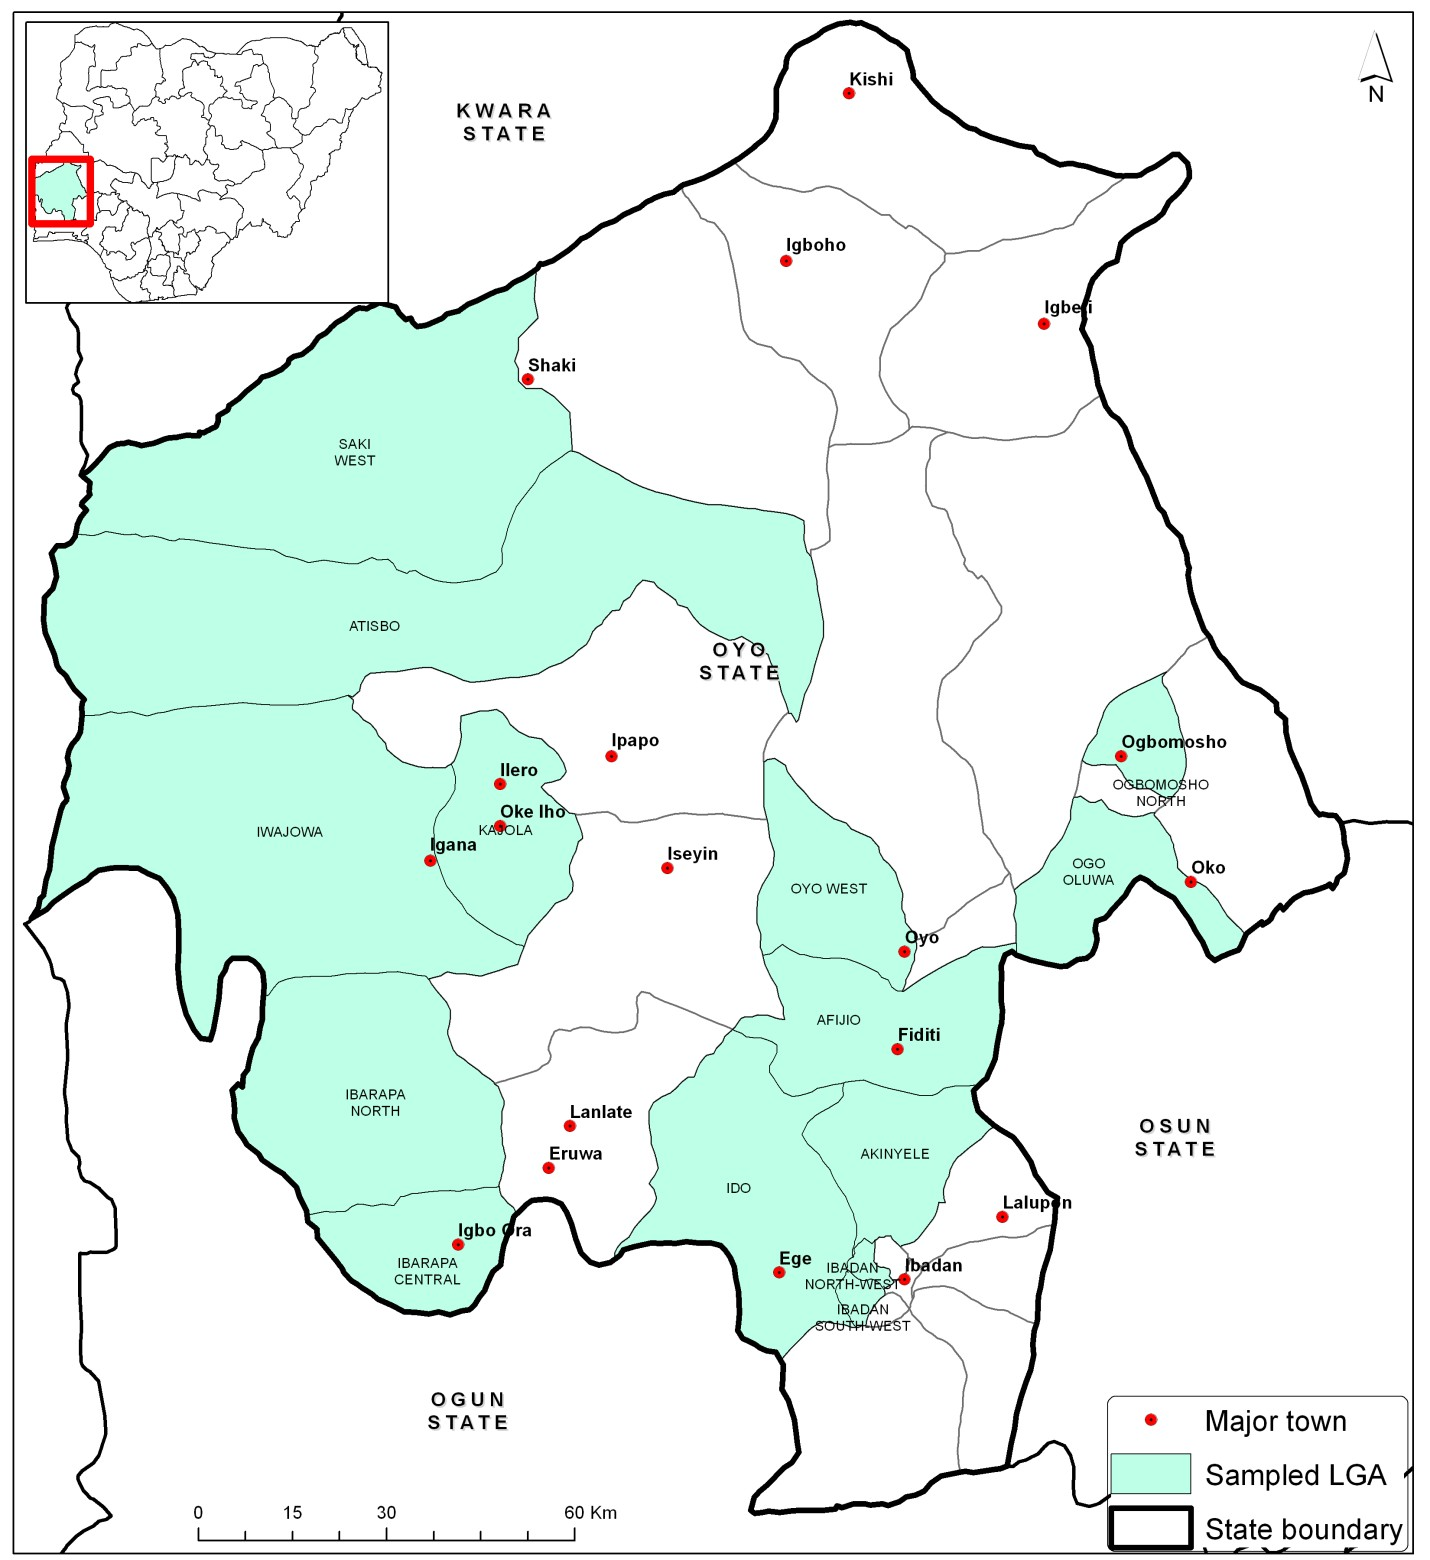 Kishi
KWARA
STATE
N
Igboho
Igbeti
Shaki
SAKI
WEST
ATISBO
OYO
STATE
Ipapo
Ogbomosho
Ilero
OGBOMOSHO
NORTH
Oke Iho
KAJOLA
IWAJOWA
Igana
Iseyin
OGO
OLUWA
Oko
OYO WEST
Oyo
AFIJIO
Fiditi
IBARAPA
NORTH
Lanlate
OSUN
STATE
Eruwa
AKINYELE
IDO
Lalupon
Igbo Ora
IBARAPA
CENTRAL
Ege
Ibadan
IBADAN
NORTH-WEST
IBADAN
SOUTH-WEST
OGUN
STATE
Major town
Sampled LGA
State boundary
0 15 30 60 Km